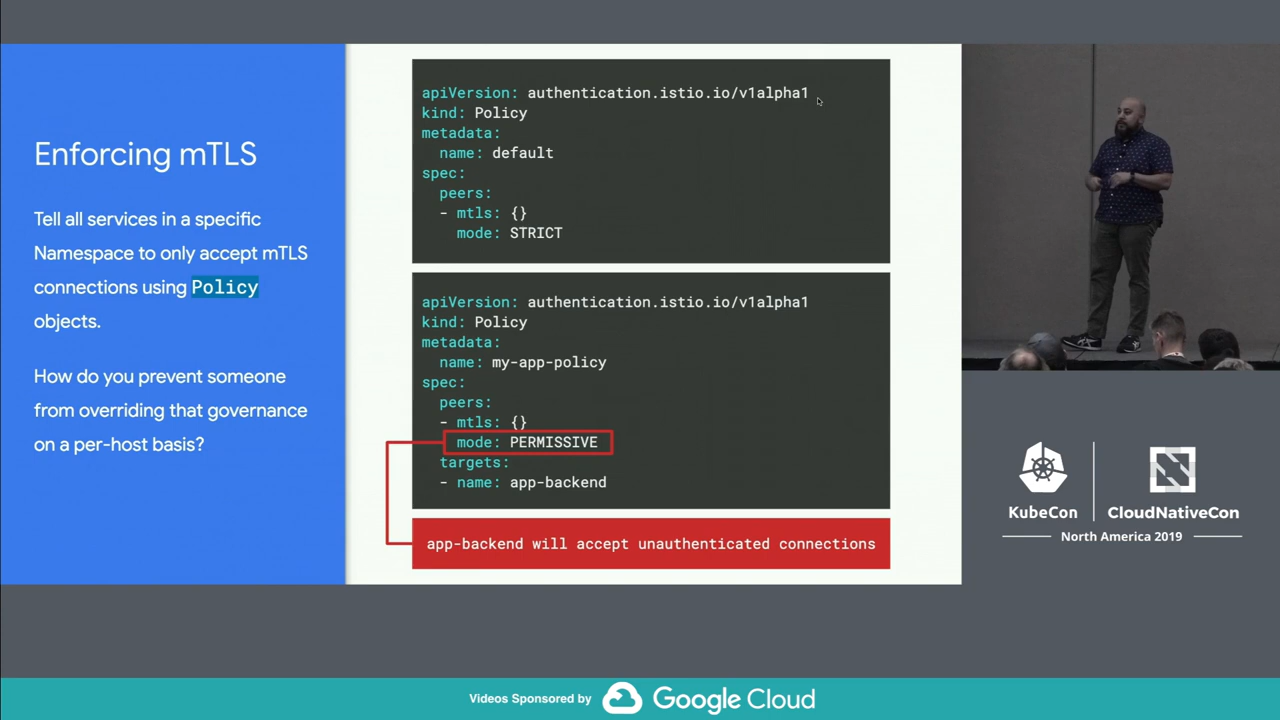 Enforcing mTLS
Tell all services in a specific
Namespace to only accept mTLS
connections using Policy
objects.
How do you prevent someone
from overriding that governance
on a per-host basis?
apiVersion: authentication.istio.io/v1alpha1
kind: Policy
metadata:
  name: default
spec:
  peers:
  - mtls: {}
    mode: STRICT
apiVersion: authentication.istio.io/v1alpha1
kind: Policy
metadata:
  name: my-app-policy
spec:
  peers:
  - mtls: {}
    mode: PERMISSIVE
  targets:
  - name: app-backend
app-backend will accept unauthenticated connections
KubeCon
CloudNativeCon
North America 2019
Videos Sponsored by
Google Cloud